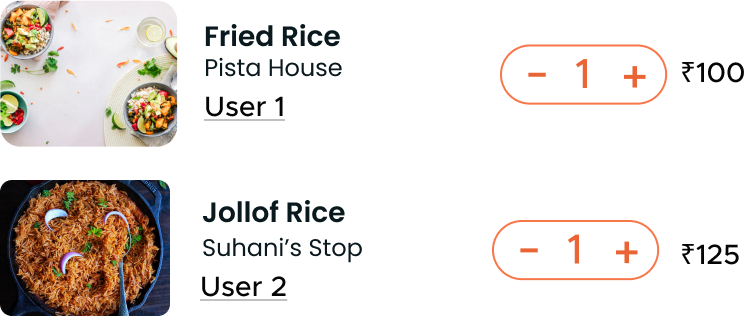 Fried Rice
Pista House
User 1
- 1 + ₹100
Jollof Rice
Suhani’s Stop
User 2
- 1 + ₹125